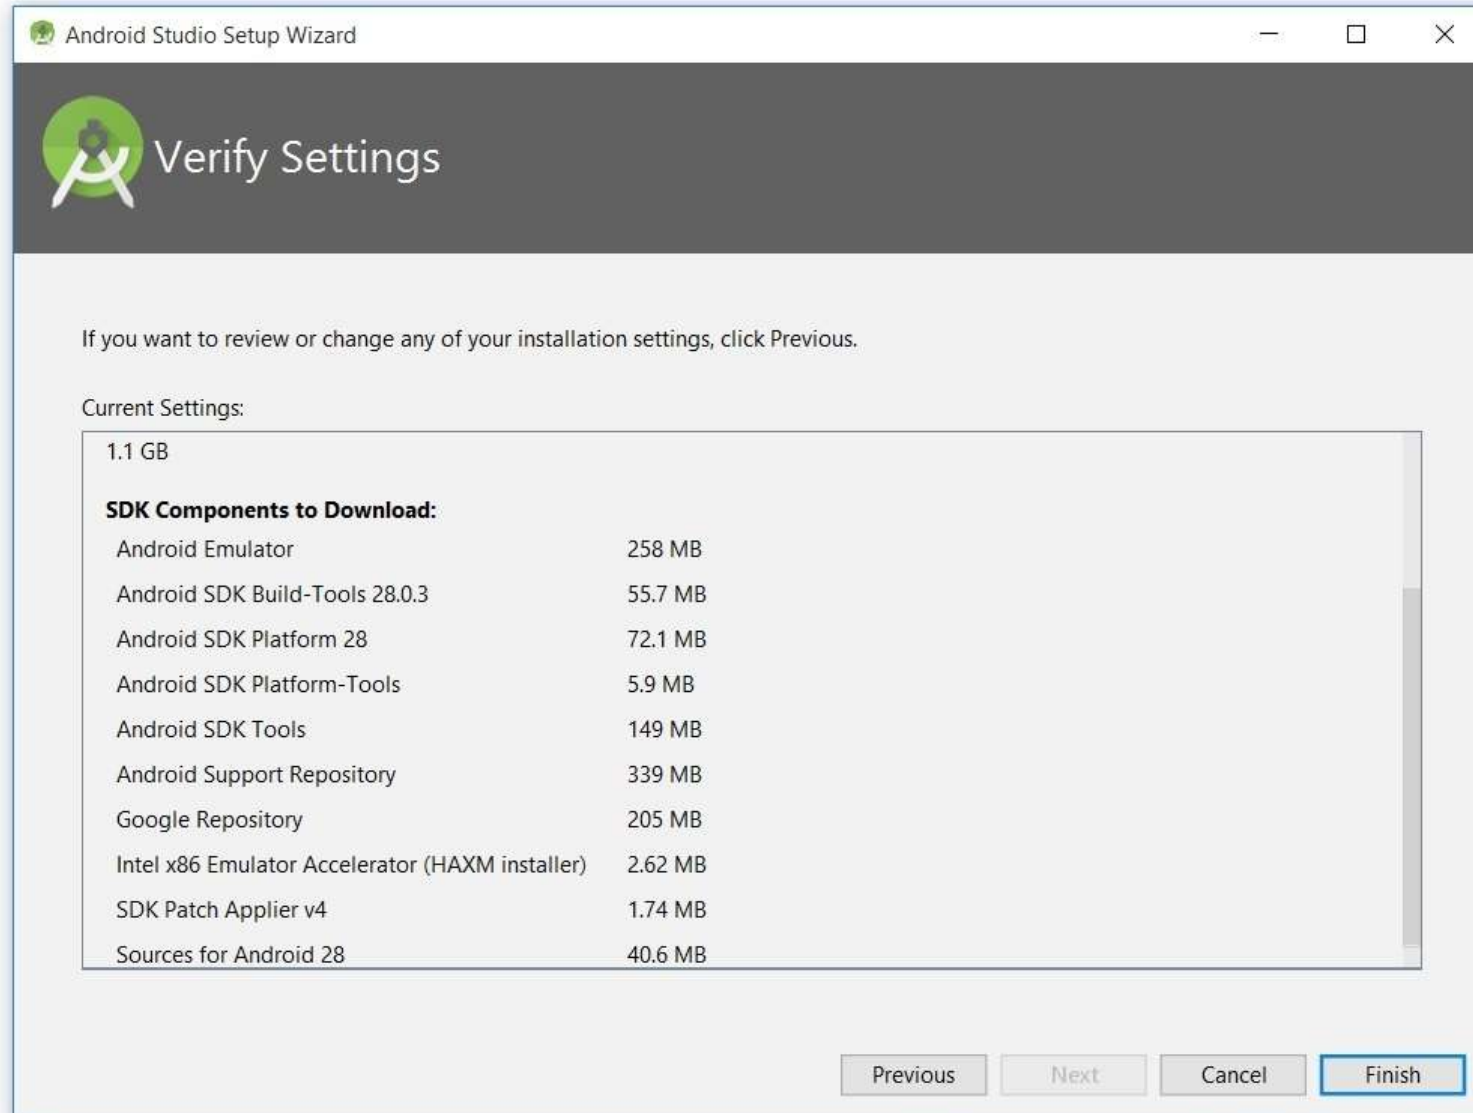 Android Studio Setup Wizard
Verify Settings
If you want to review or change any of your installation settings, click Previous.
Current Settings:
1.1 GB
SDK Components to Download:
Android Emulator 258 MB
Android SDK Build-Tools 28.0.3 55.7 MB
Android SDK Platform 28 72.1 MB
Android SDK Platform-Tools 5.9 MB
Android SDK Tools 149 MB
Android Support Repository 339 MB
Google Repository 205 MB
Intel x86 Emulator Accelerator (HAXM installer) 2.62 MB
SDK Patch Applier v4 1.74 MB
Sources for Android 28 40.6 MB
Previous Next Cancel Finish